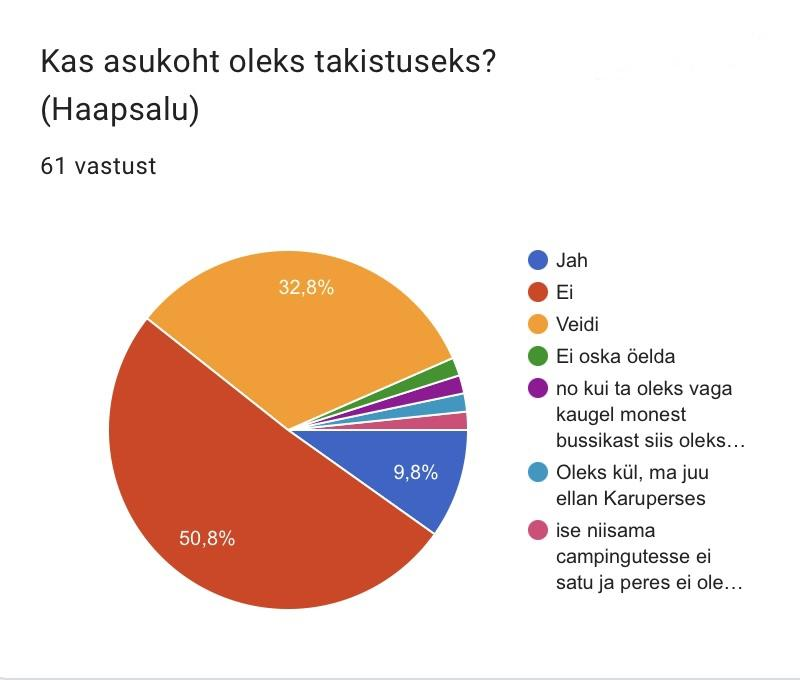 Kas asukoht oleks takistuseks?
(Haapsalu)
61 vastust
32,8%
9,8%
50,8%
Jah
Ei
Veidi
Ei oska öelda
no kui ta oleks vaga
kaugel monest
bussikast siis oleks…
Oleks kül, ma juu
ellan Karuperses
ise niisama
campingutesse ei
satu ja peres ei ole…